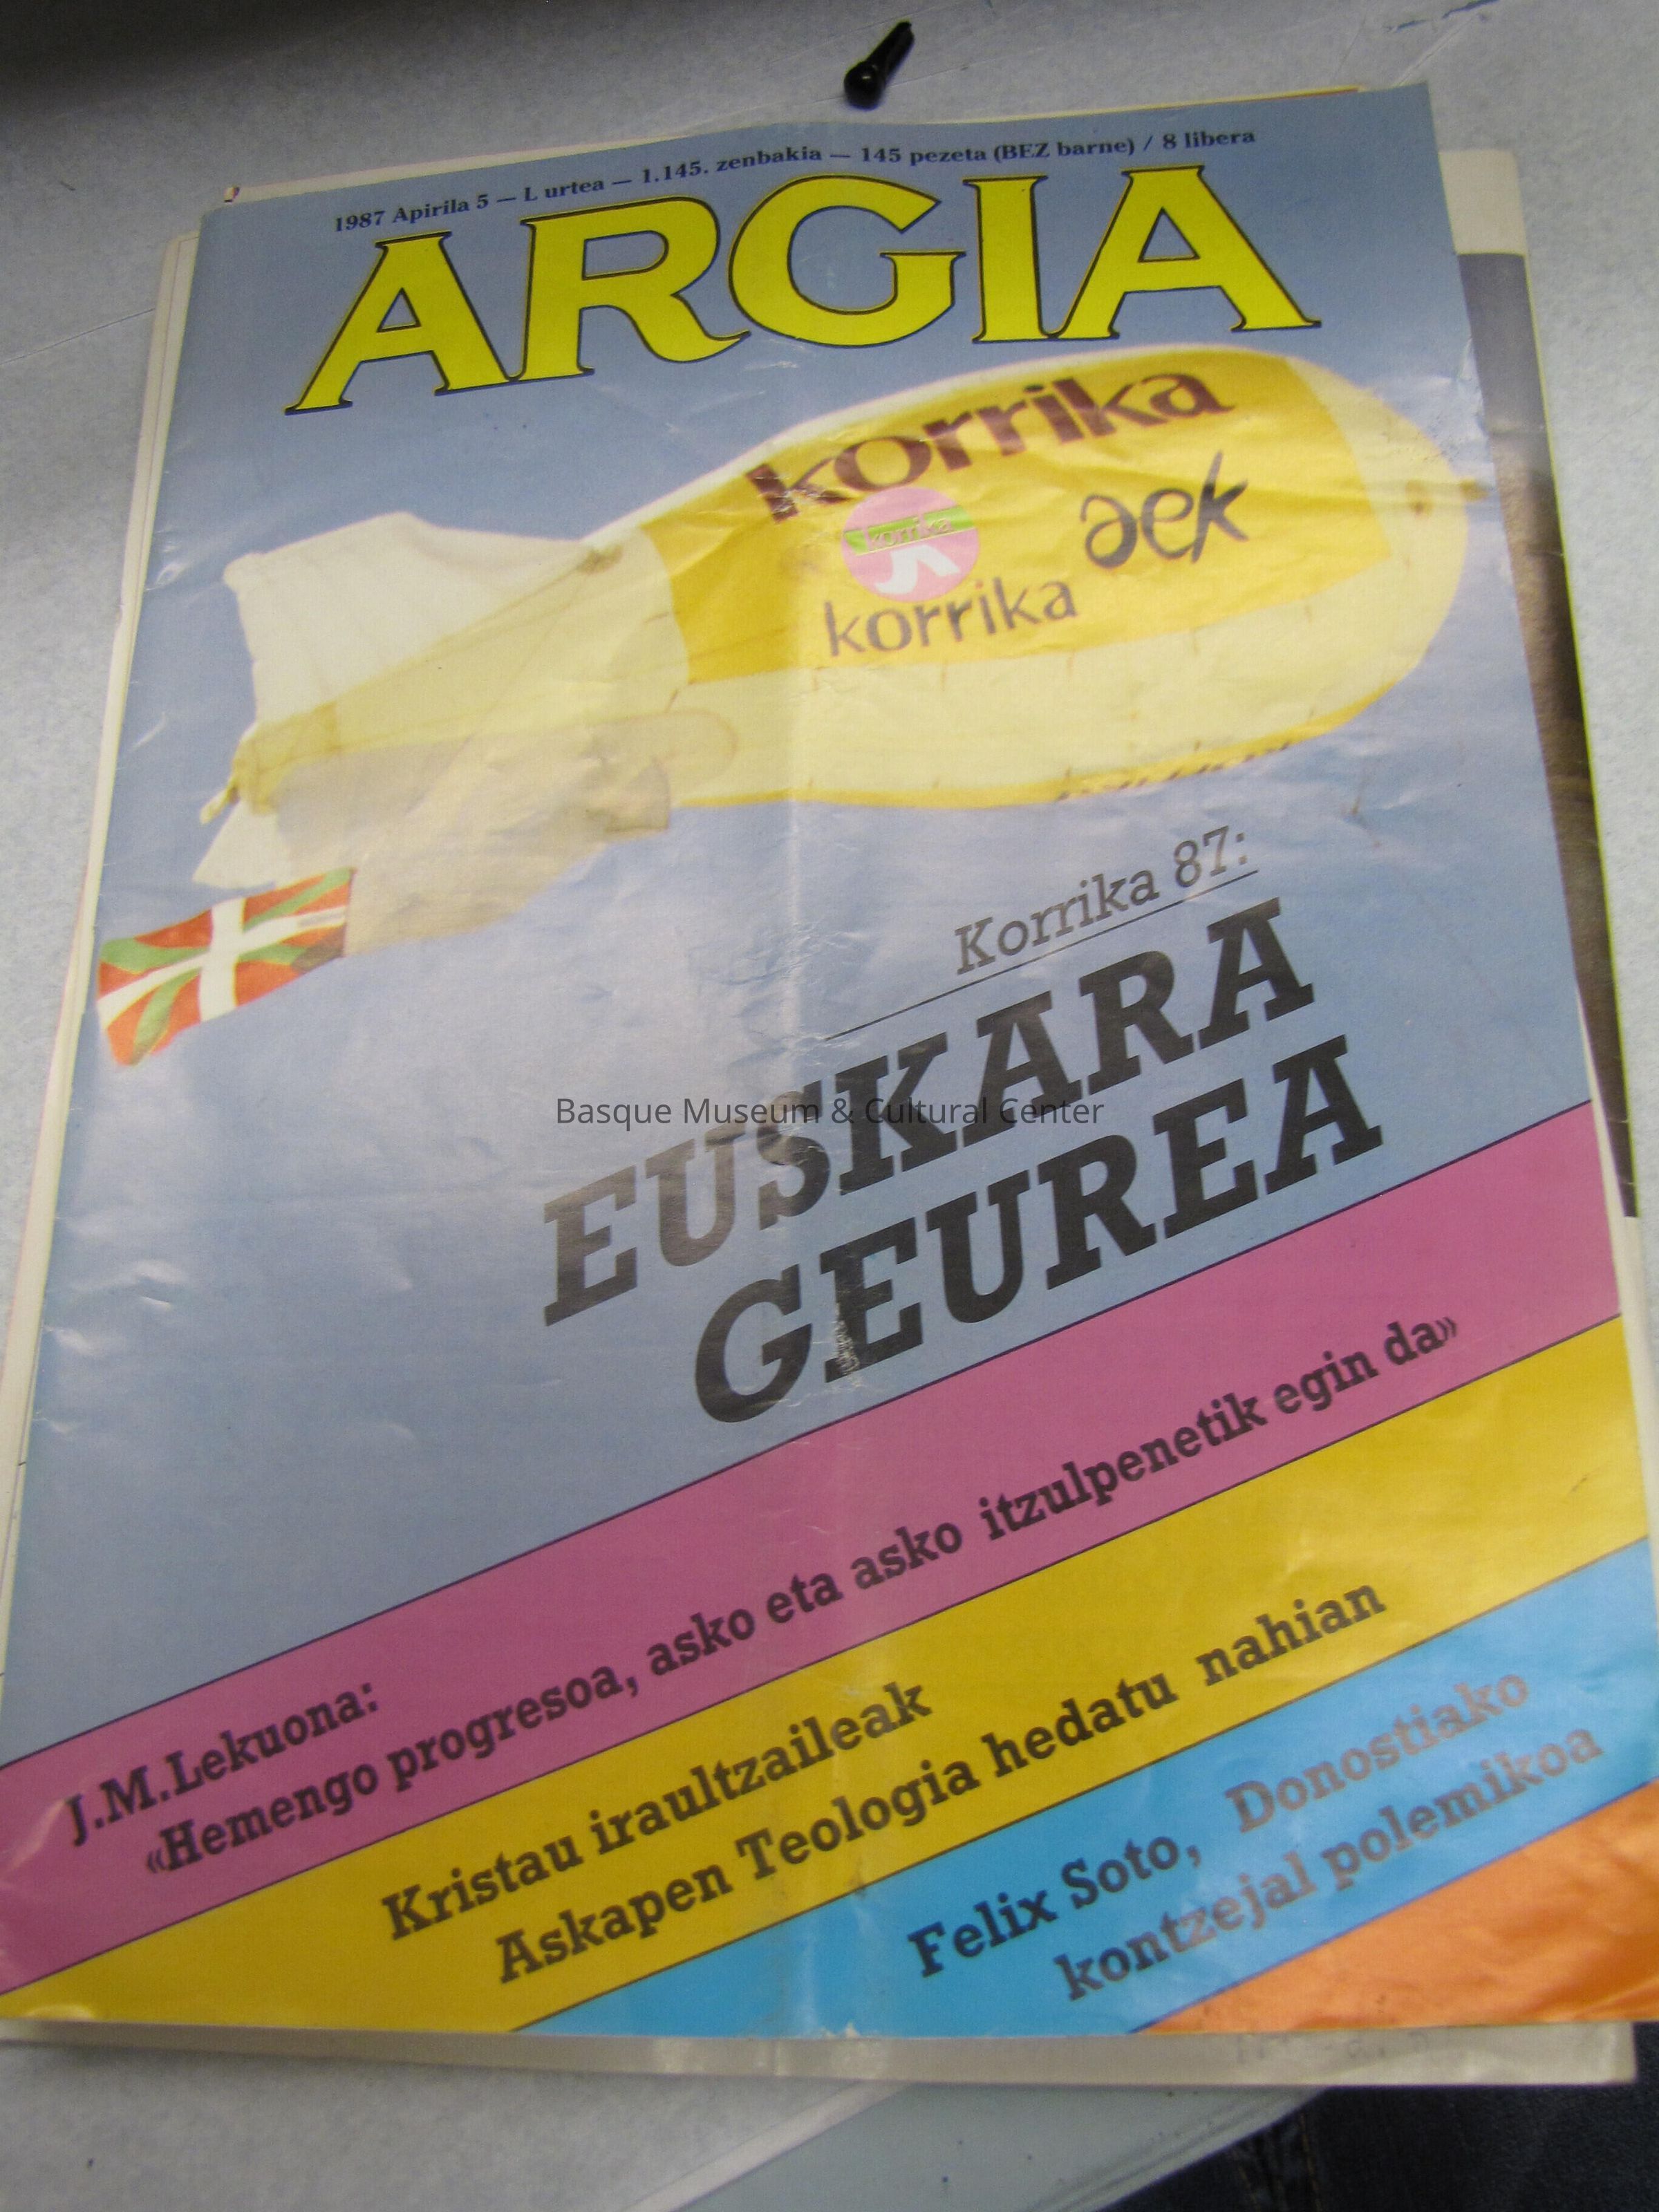 1987 Apirila 5 — L urtea — 1.145. zenbakia — 145 pezeta (BEZ barne) / 8 libera
ARGIA
korrika
korrika
aek
korrika
Korrika 87:
EUSKARA
GEUREA
Basque Museum & Cultural Center
J.M.Lekuona:
«Hemengo progresoa, asko eta asko itzulpenetik egin da»
Kristau iraultzaileak
Askapen Teologia hedatu nahian
Felix Soto, Donostiako
kontzejal polemikoa